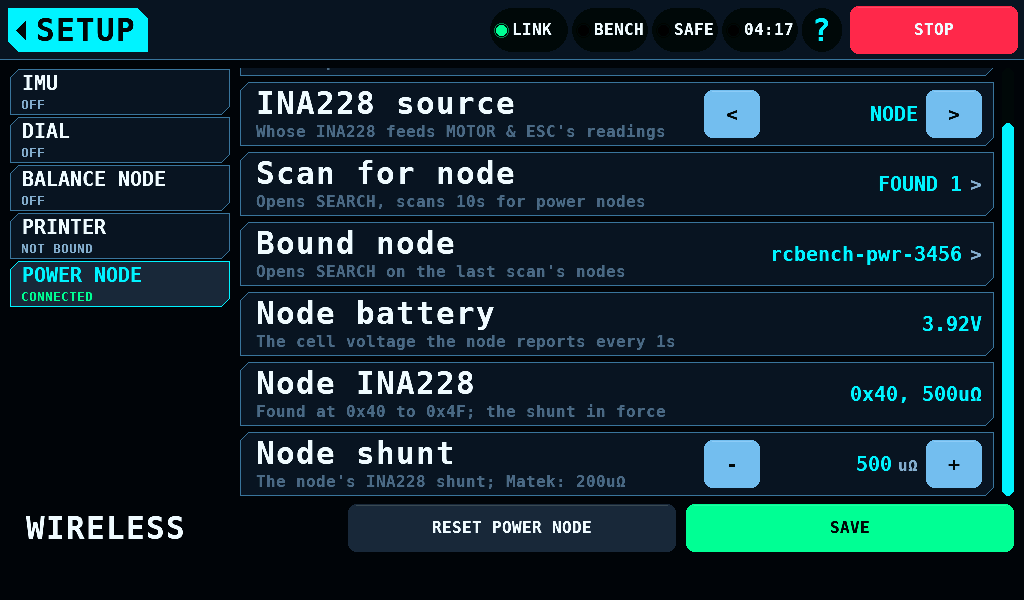 SETUP
LINK
BENCH
SAFE
04:17
?
STOP
IMU
OFF
DIAL
OFF
BALANCE NODE
OFF
PRINTER
NOT BOUND
POWER NODE
CONNECTED
INA228 source
Whose INA228 feeds MOTOR & ESC's readings
<
NODE
>
Scan for node
Opens SEARCH, scans 10s for power nodes
FOUND 1 >
Bound node
Opens SEARCH on the last scan's nodes
rcbench-pwr-3456 >
Node battery
The cell voltage the node reports every 1s
3.92V
Node INA228
Found at 0x40 to 0x4F; the shunt in force
0x40, 500uΩ
Node shunt
The node's INA228 shunt; Matek: 200uΩ
-
500 uΩ
+
WIRELESS
RESET POWER NODE
SAVE